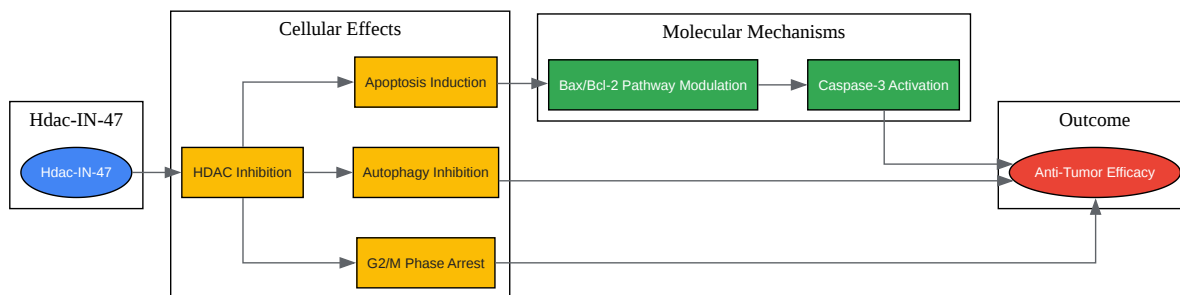 Hdac-IN-47
Hdac-IN-47
Cellular Effects
HDAC Inhibition
Apoptosis Induction
Autophagy Inhibition
G2/M Phase Arrest
Molecular Mechanisms
Bax/Bcl-2 Pathway Modulation
Caspase-3 Activation
Outcome
Anti-Tumor Efficacy